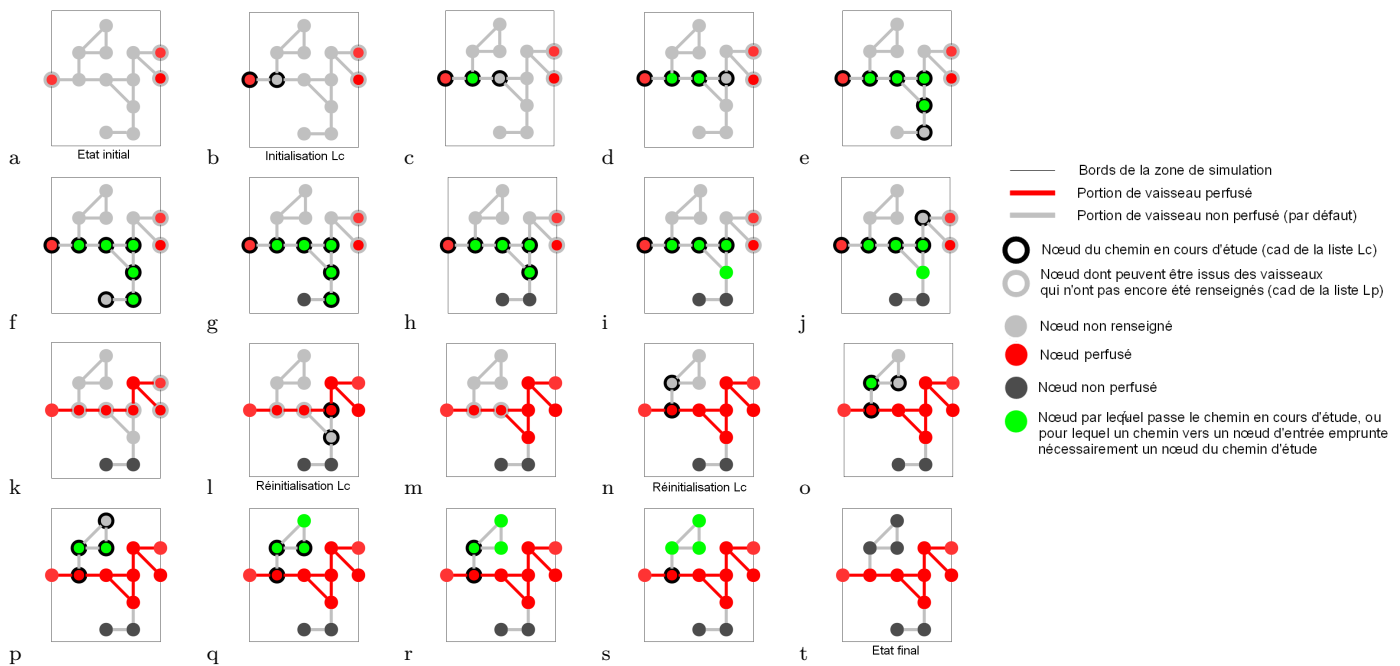 a
Etat initial
b
Initialisation Lc
c
d
e
f
g
h
i
j
k
l
Réinitialisation Lc
m
n
Réinitialisation Lc
o
p
q
r
s
t
Etat final
Bords de la zone de simulation
Portion de vaisseau perfusé
Portion de vaisseau non perfusé (par défaut)
Nœud du chemin en cours d'étude (cad de la liste Lc)
Nœud dont peuvent être issus des vaisseaux
qui n'ont pas encore été renseignés (cad de la liste Lp)
Nœud non renseigné
Nœud perfusé
Nœud non perfusé
Nœud par lequel passe le chemin en cours d'étude, ou
pour lequel un chemin vers un nœud d'entrée emprunte
nécessairement un nœud du chemin d'étude